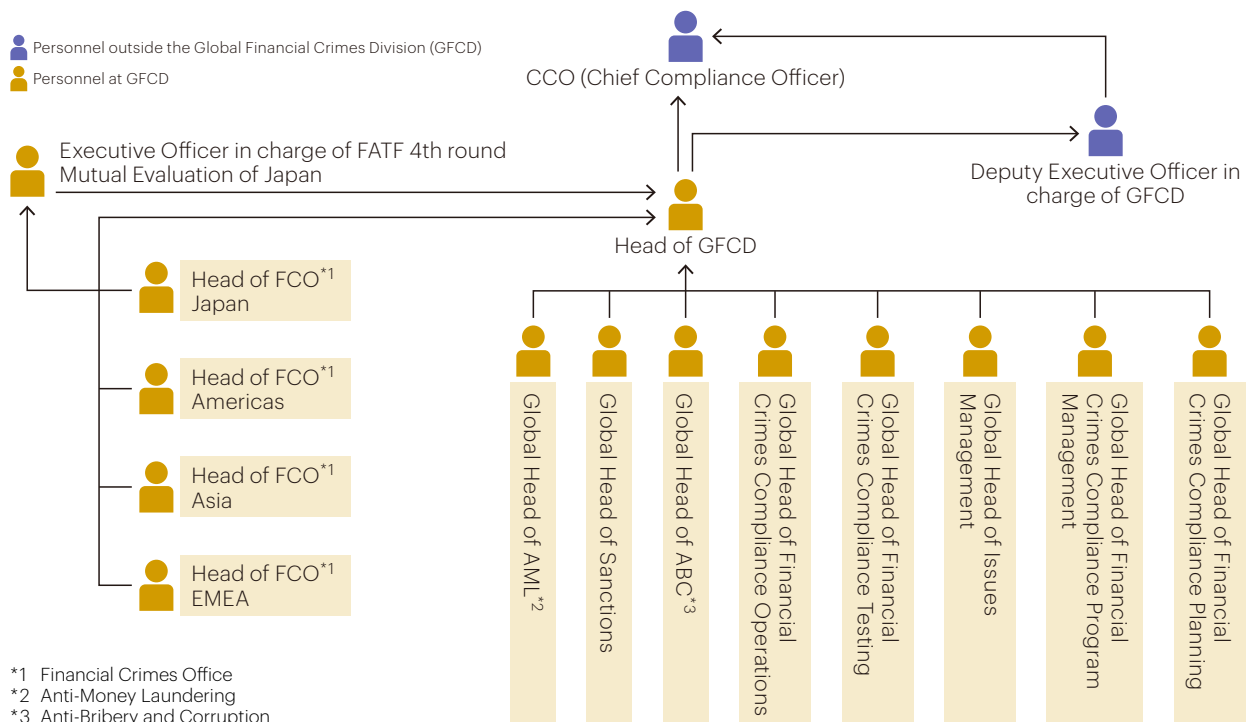 Personnel outside the Global Financial Crimes Division (GFCD)
Personnel at GFCD
CCO (Chief Compliance Officer)
Executive Officer in charge of FATF 4th round
Mutual Evaluation of Japan
Deputy Executive Officer in
charge of GFCD
Head of GFCD
Head of FCO*1
Japan
Head of FCO*1
Americas
Head of FCO*1
Asia
Head of FCO*1
EMEA
Global Head of AML*2
Global Head of Sanctions
Global Head of ABC*3
Global Head of Financial
Crimes Compliance Operations
Global Head of Financial
Crimes Compliance Testing
Global Head of Issues
Management
Global Head of Financial
Crimes Compliance Program
Management
Global Head of Financial
Crimes Compliance Planning
*1 Financial Crimes Office
*2 Anti-Money Laundering
*3 Anti-Bribery and Corruption